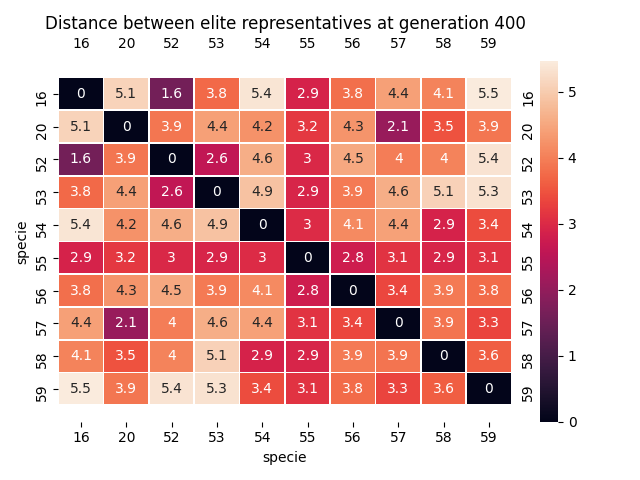 Distance between elite representatives at generation 400
16 20 52 53 54 55 56 57 58 59
16 0 5.1 1.6 3.8 5.4 2.9 3.8 4.4 4.1 5.5 16
20 5.1 0 3.9 4.4 4.2 3.2 4.3 2.1 3.5 3.9 20
52 1.6 3.9 0 2.6 4.6 3 4.5 4 4 5.4 52
53 3.8 4.4 2.6 0 4.9 2.9 3.9 4.6 5.1 5.3 53
54 5.4 4.2 4.6 4.9 0 3 4.1 4.4 2.9 3.4 54
55 2.9 3.2 3 2.9 3 0 2.8 3.1 2.9 3.1 55
56 3.8 4.3 4.5 3.9 4.1 2.8 0 3.4 3.9 3.8 56
57 4.4 2.1 4 4.6 4.4 3.1 3.4 0 3.9 3.3 57
58 4.1 3.5 4 5.1 2.9 2.9 3.9 3.9 0 3.6 58
59 5.5 3.9 5.4 5.3 3.4 3.1 3.8 3.3 3.6 0 59
16 20 52 53 54 55 56 57 58 59
specie
specie
5
4
3
2
1
0